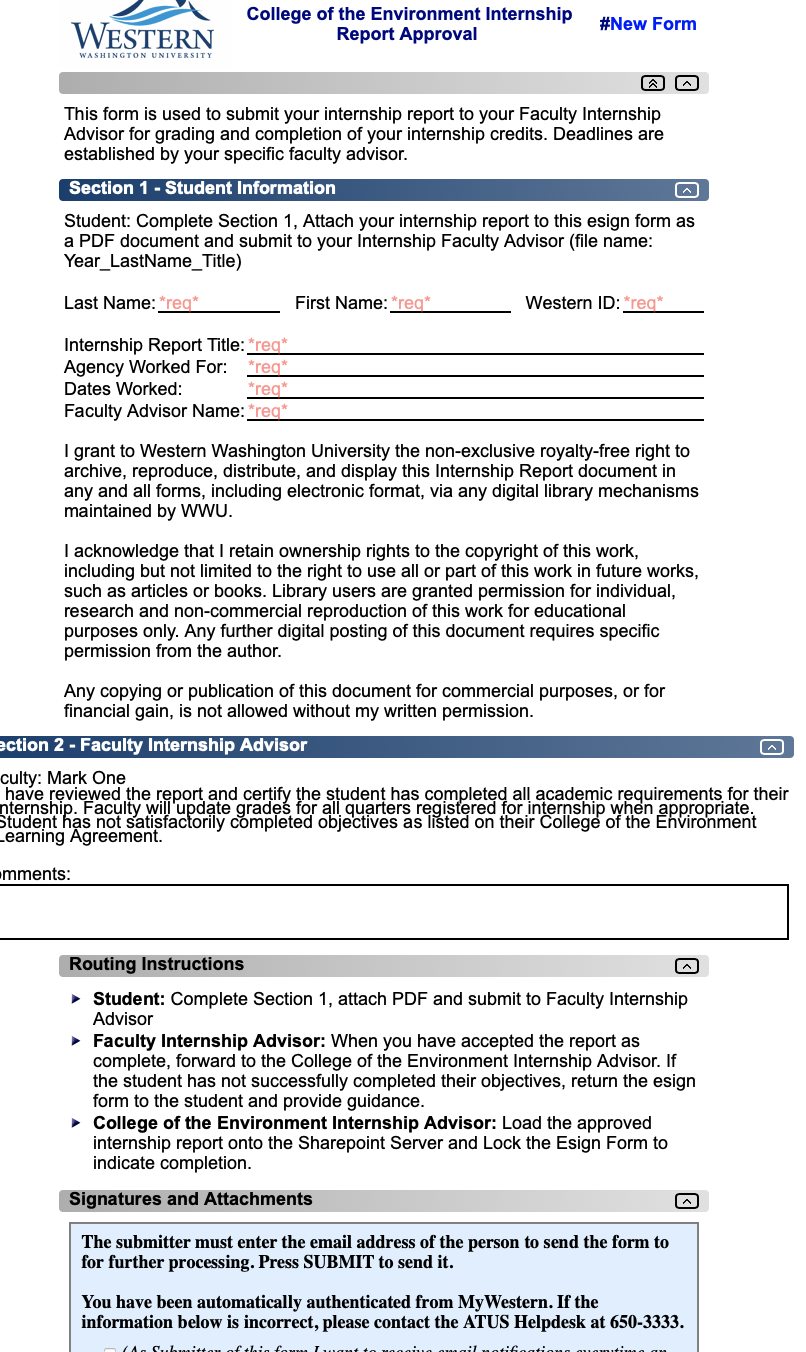 WESTERN
WASHINGTON UNIVERSITY
College of the Environment Internship
Report Approval
#New Form
This form is used to submit your internship report to your Faculty Internship
Advisor for grading and completion of your internship credits. Deadlines are
established by your specific faculty advisor.
Section 1 - Student Information
Student: Complete Section 1, Attach your internship report to this esign form as
a PDF document and submit to your Internship Faculty Advisor (file name:
Year_LastName_Title)
Last Name: *req* First Name: *req* Western ID: *req*
Internship Report Title: *req*
Agency Worked For: *req*
Dates Worked: *req*
Faculty Advisor Name: *req*
I grant to Western Washington University the non-exclusive royalty-free right to
archive, reproduce, distribute, and display this Internship Report document in
any and all forms, including electronic format, via any digital library mechanisms
maintained by WWU.
I acknowledge that I retain ownership rights to the copyright of this work,
including but not limited to the right to use all or part of this work in future works,
such as articles or books. Library users are granted permission for individual,
research and non-commercial reproduction of this work for educational
purposes only. Any further digital posting of this document requires specific
permission from the author.
Any copying or publication of this document for commercial purposes, or for
financial gain, is not allowed without my written permission.
ection 2 - Faculty Internship Advisor
culty: Mark One
have reviewed the report and certify the student has completed all academic requirements for their
nternship. Faculty will update grades for all quarters registered for internship when appropriate.
Student has not satisfactorily completed objectives as listed on their College of the Environment
Learning Agreement.
omments:
Routing Instructions
Student: Complete Section 1, attach PDF and submit to Faculty Internship
Advisor
Faculty Internship Advisor: When you have accepted the report as
complete, forward to the College of the Environment Internship Advisor. If
the student has not successfully completed their objectives, return the esign
form to the student and provide guidance.
College of the Environment Internship Advisor: Load the approved
internship report onto the Sharepoint Server and Lock the Esign Form to
indicate completion.
Signatures and Attachments
The submitter must enter the email address of the person to send the form to
for further processing. Press SUBMIT to send it.
You have been automatically authenticated from MyWestern. If the
information below is incorrect, please contact the ATUS Helpdesk at 650-3333.
(As Submitter of this form I want to receive email notifications everytime an